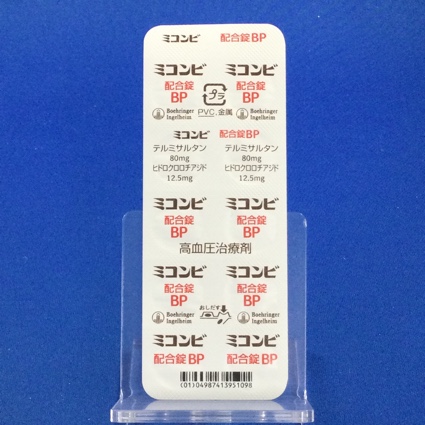 ミコンビ 配合錠BP
ミコンビ ミコンビ
配合錠 配合錠
BP BP
プラ
Boehringer Ingelheim Boehringer Ingelheim
PVC,金属
ミコンビ 配合錠BP
テルミサルタン テルミサルタン
80mg 80mg
ヒドロクロロチアジド ヒドロクロロチアジド
12.5mg 12.5mg
ミコンビ ミコンビ
配合錠 配合錠
BP BP
高血圧治療剤
ミコンビ ミコンビ
配合錠 配合錠
BP BP
おしだす
Boehringer Ingelheim Boehringer Ingelheim
ミコンビ ミコンビ
配合錠BP 配合錠BP
(01)04987413951098